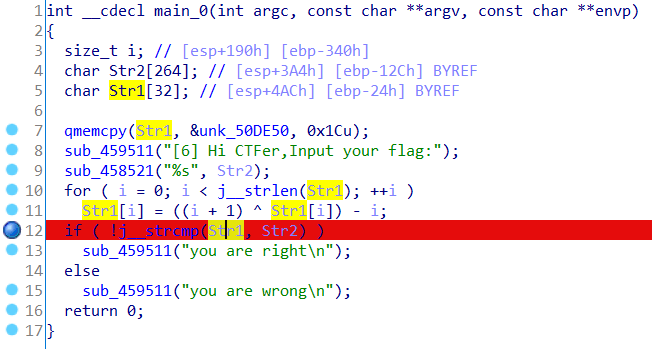 1 int __cdecl main_0(int argc, const char **argv, const char **envp)
2 {
3 size_t i; // [esp+190h] [ebp-340h]
4 char Str2[264]; // [esp+3A4h] [ebp-12Ch] BYREF
5 char Str1[32]; // [esp+4ACh] [ebp-24h] BYREF
6
7 qmemcpy(Str1, &unk_50DE50, 0x1Cu);
8 sub_459511("[6] Hi CTFer,Input your flag:");
9 sub_458521("%s", Str2);
10 for ( i = 0; i < j__strlen(Str1); ++i )
11 Str1[i] = ((i + 1) ^ Str1[i]) - i;
12 if ( !j__strcmp(Str1, Str2) )
13 sub_459511("you are right\n");
14 else
15 sub_459511("you are wrong\n");
16 return 0;
17 }